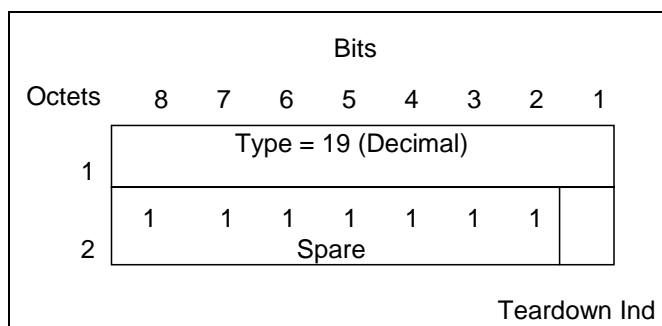 Bits
Octets 8 7 6 5 4 3 2 1
Type = 19 (Decimal)
1
1 1 1 1 1 1 1
2 Spare
Teardown Ind